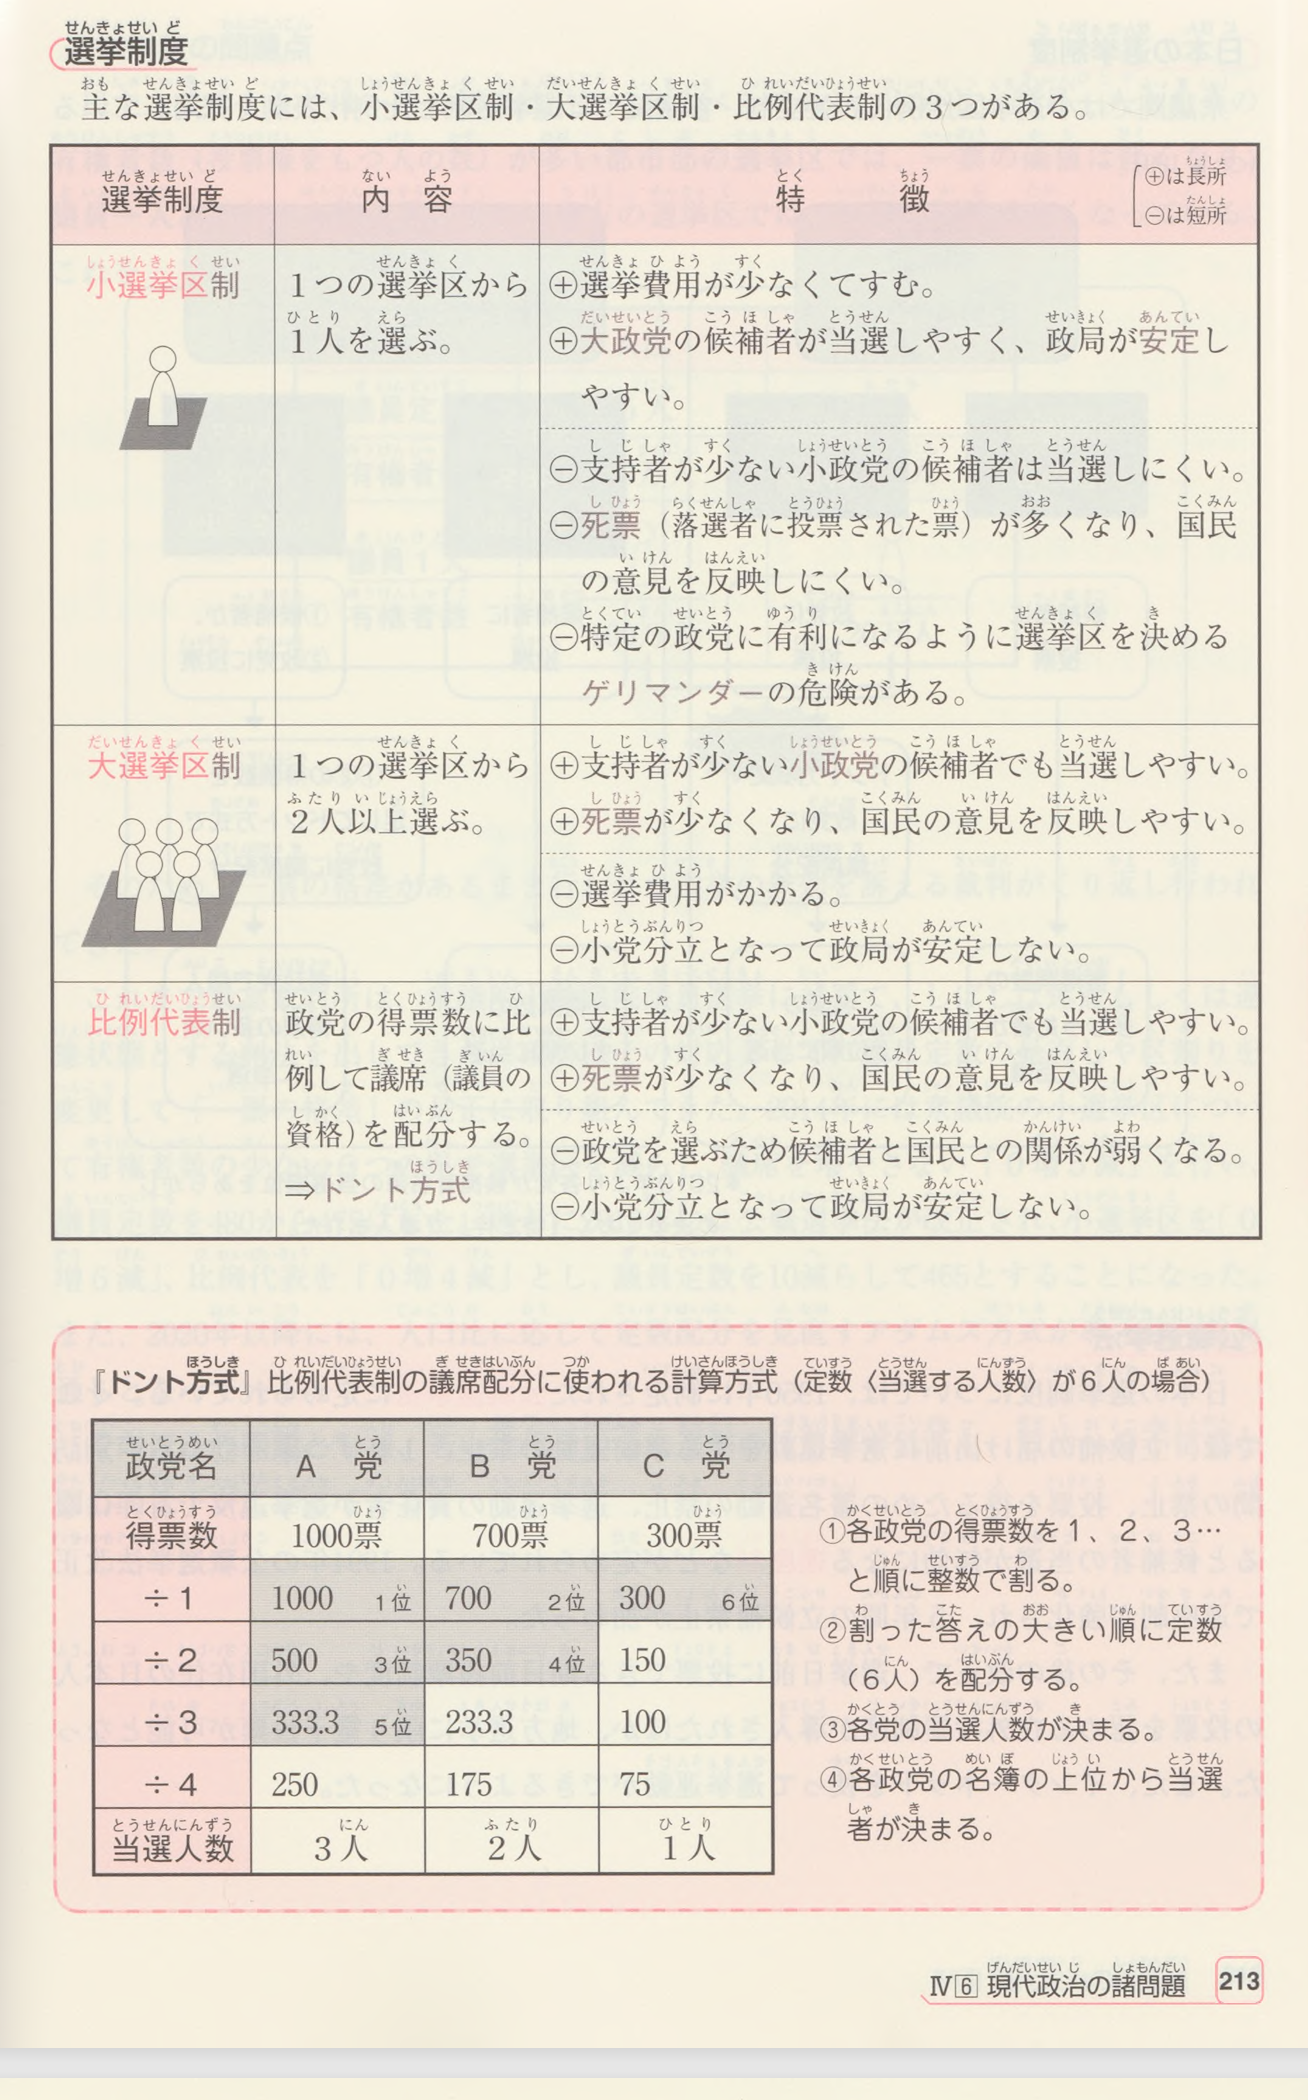 選挙制度
主な選挙制度には、小選挙区制・大選挙区制・比例代表制の３つがある。
選挙制度 内容 特徴 ⊕は長所 ⊖は短所
小選挙区制
１つの選挙区から
１人を選ぶ。
⊕選挙費用が少なくてすむ。
⊕大政党の候補者が当選しやすく、政局が安定し
やすい。
⊖支持者が少ない小政党の候補者は当選しにくい。
⊖死票（落選者に投票された票）が多くなり、国民
の意見を反映しにくい。
⊖特定の政党に有利になるように選挙区を決める
ゲリマンダーの危険がある。
大選挙区制
１つの選挙区から
２人以上選ぶ。
⊕支持者が少ない小政党の候補者でも当選しやすい。
⊕死票が少なくなり、国民の意見を反映しやすい。
⊖選挙費用がかかる。
⊖小党分立となって政局が安定しない。
比例代表制
政党の得票数に比
例して議席（議員の
資格）を配分する。
⇒ドント方式
⊕支持者が少ない小政党の候補者でも当選しやすい。
⊕死票が少なくなり、国民の意見を反映しやすい。
⊖政党を選ぶため候補者と国民との関係が弱くなる。
⊖小党分立となって政局が安定しない。
『ドント方式』比例代表制の議席配分に使われる計算方式（定数〈当選する人数〉が６人の場合）
政党名 A 党 B 党 C 党
得票数 1000票 700票 300票
÷1 1000 1位 700 2位 300 6位
÷2 500 3位 350 4位 150
÷3 333.3 5位 233.3 100
÷4 250 175 75
当選人数 3人 2人 1人
①各政党の得票数を１、２、３…
と順に整数で割る。
②割った答えの大きい順に定数
（６人）を配分する。
③各党の当選人数が決まる。
④各政党の名簿の上位から当選
者が決まる。
Ⅳ6 現代政治の諸問題 213